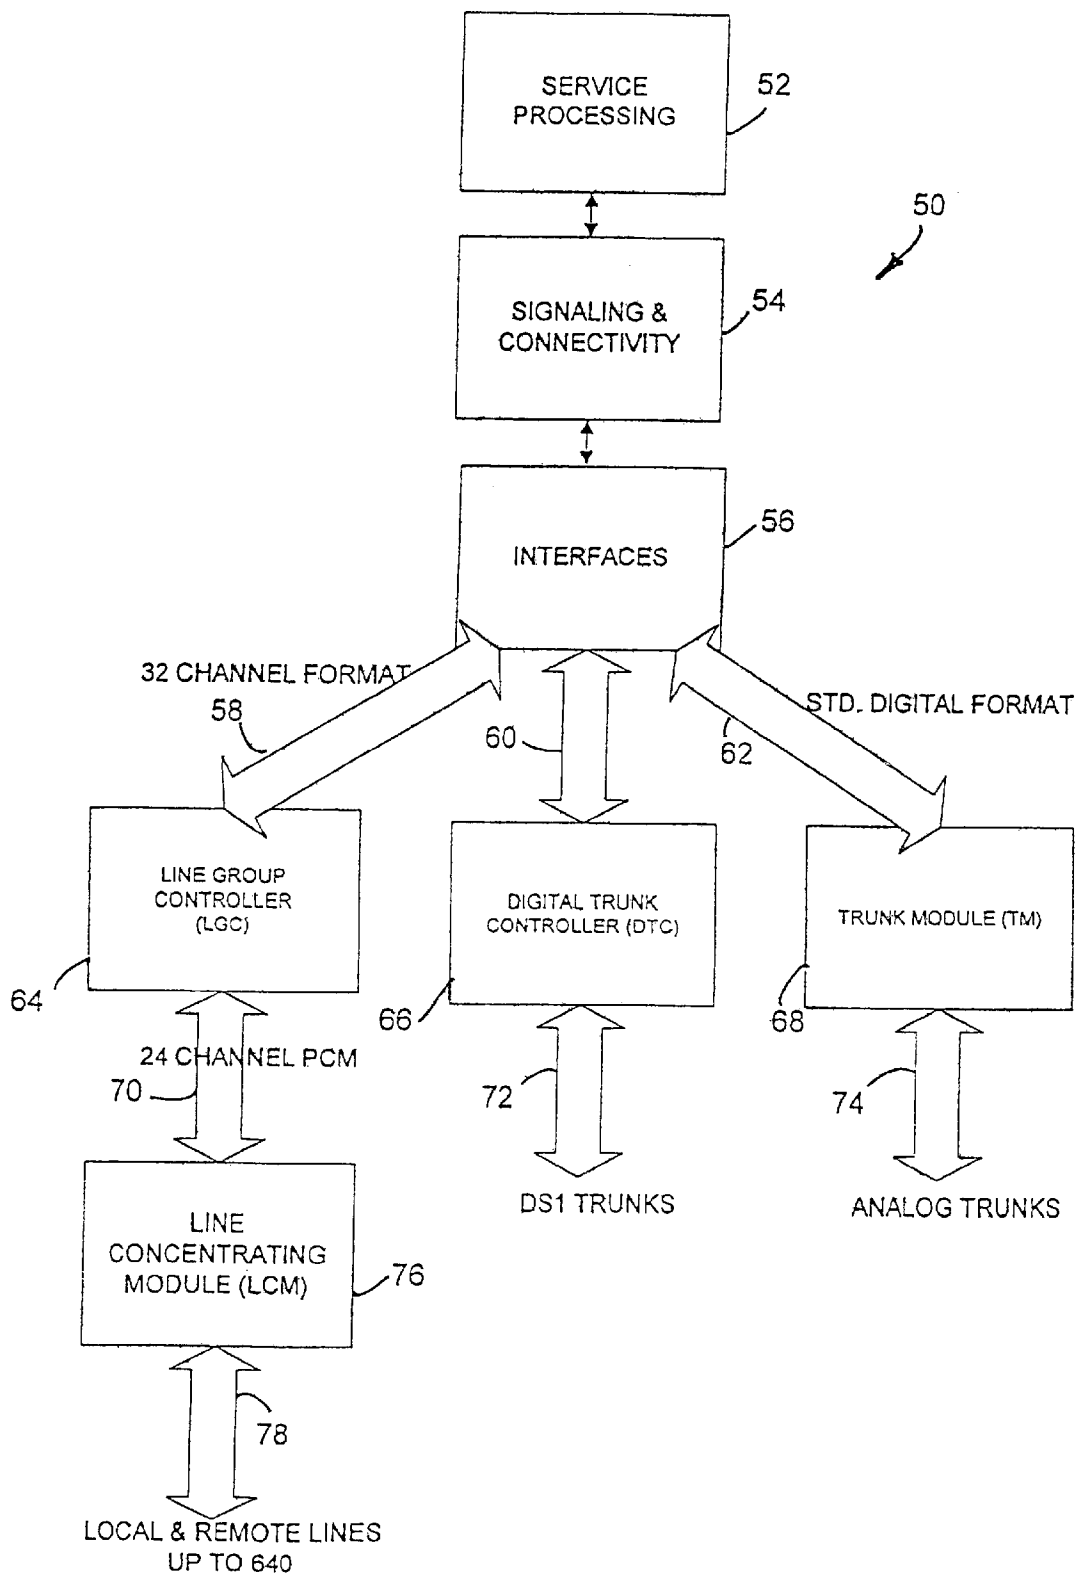 SERVICE
PROCESSING
52
50
SIGNALING &
CONNECTIVITY
54
INTERFACES
56
32 CHANNEL FORMAT
58
60
62
STD. DIGITAL FORMAT
LINE GROUP
CONTROLLER
(LGC)
64
DIGITAL TRUNK
CONTROLLER (DTC)
66
TRUNK MODULE (TM)
68
24 CHANNEL PCM
70
72
74
DS1 TRUNKS
ANALOG TRUNKS
LINE
CONCENTRATING
MODULE (LCM)
76
78
LOCAL & REMOTE LINES
UP TO 640